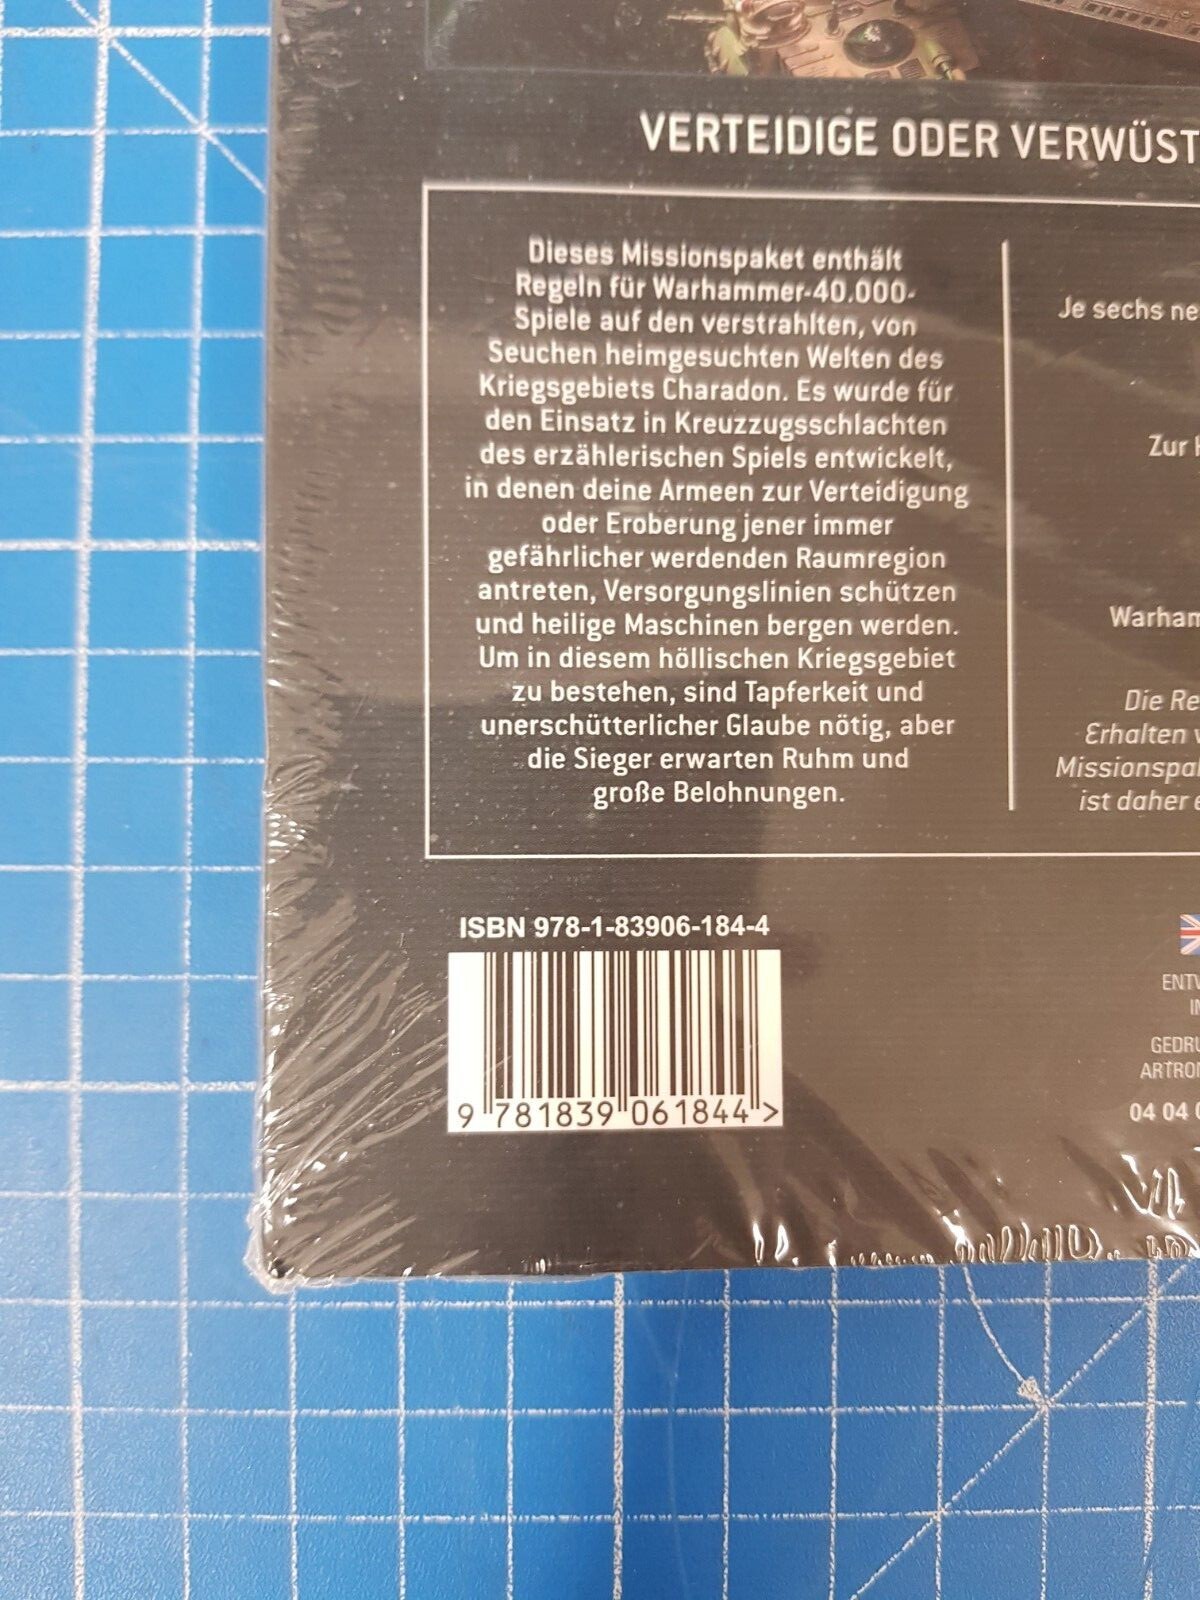 VERTEIDIGE ODER VERWÜST
Dieses Missionspaket enthält
Regeln für Warhammer-40.000-
Spiele auf den verstrahlten, von
Seuchen heimgesuchten Welten des
Kriegsgebiets Charadon. Es wurde für
den Einsatz in Kreuzzugsschlachten
des erzählerischen Spiels entwickelt,
in denen deine Armeen zur Verteidigung
oder Eroberung jener immer
gefährlicher werdenden Raumregion
antreten, Versorgungslinien schützen
und heilige Maschinen bergen werden.
Um in diesem höllischen Kriegsgebiet
zu bestehen, sind Tapferkeit und
unerschütterlicher Glaube nötig, aber
die Sieger erwarten Ruhm und
große Belohnungen.
Je sechs ne
Zur
Warham
Die Re
Erhalten
Missionspa
ist daher
ISBN 978-1-83906-184-4
9 781839 061844 >
ENTV
IN
GEDRU
ARTRON
04 04